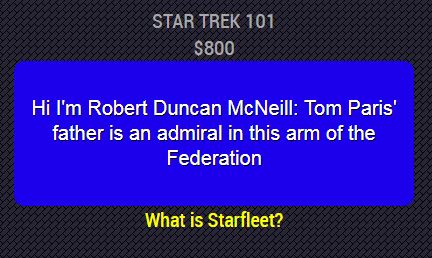 STAR TREK 101
$800
Hi I'm Robert Duncan McNeill: Tom Paris'
father is an admiral in this arm of the
Federation
What is Starfleet?